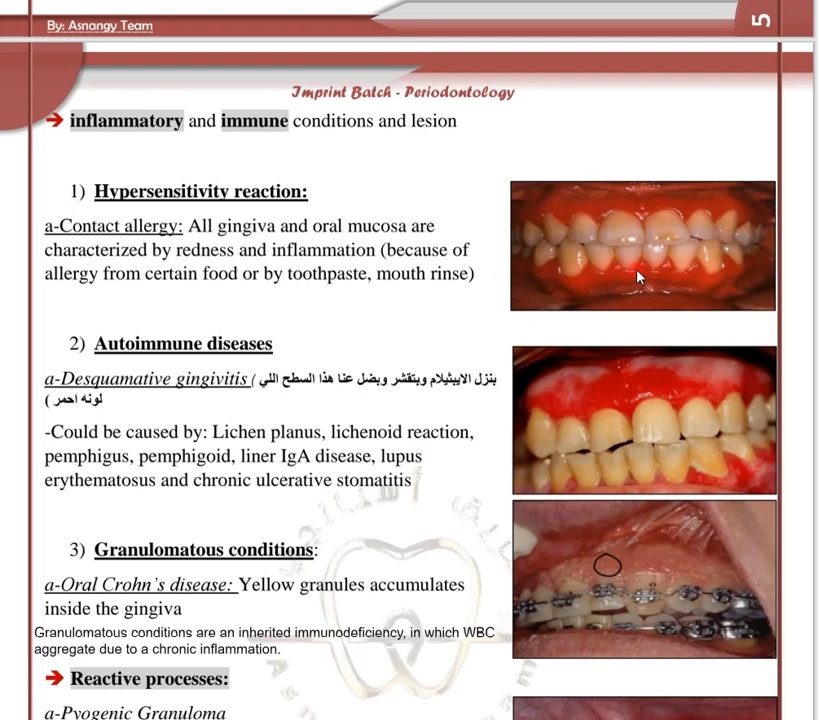 By: Asnangy Team
5
Imprint Batch - Periodontology
➔ inflammatory and immune conditions and lesion
1) Hypersensitivity reaction:
a-Contact allergy: All gingiva and oral mucosa are
characterized by redness and inflammation (because of
allergy from certain food or by toothpaste, mouth rinse)
2) Autoimmune diseases
a-Desquamative gingivitis ( بنزل الايبثيلام وبتقشر وبضل عنا هذا السطح اللي
لونه احمر )
-Could be caused by: Lichen planus, lichenoid reaction,
pemphigus, pemphigoid, liner IgA disease, lupus
erythematosus and chronic ulcerative stomatitis
3) Granulomatous conditions:
a-Oral Crohn's disease: Yellow granules accumulates
inside the gingiva
Granulomatous conditions are an inherited immunodeficiency, in which WBC
aggregate due to a chronic inflammation.
➔ Reactive processes:
a-Pyogenic Granuloma